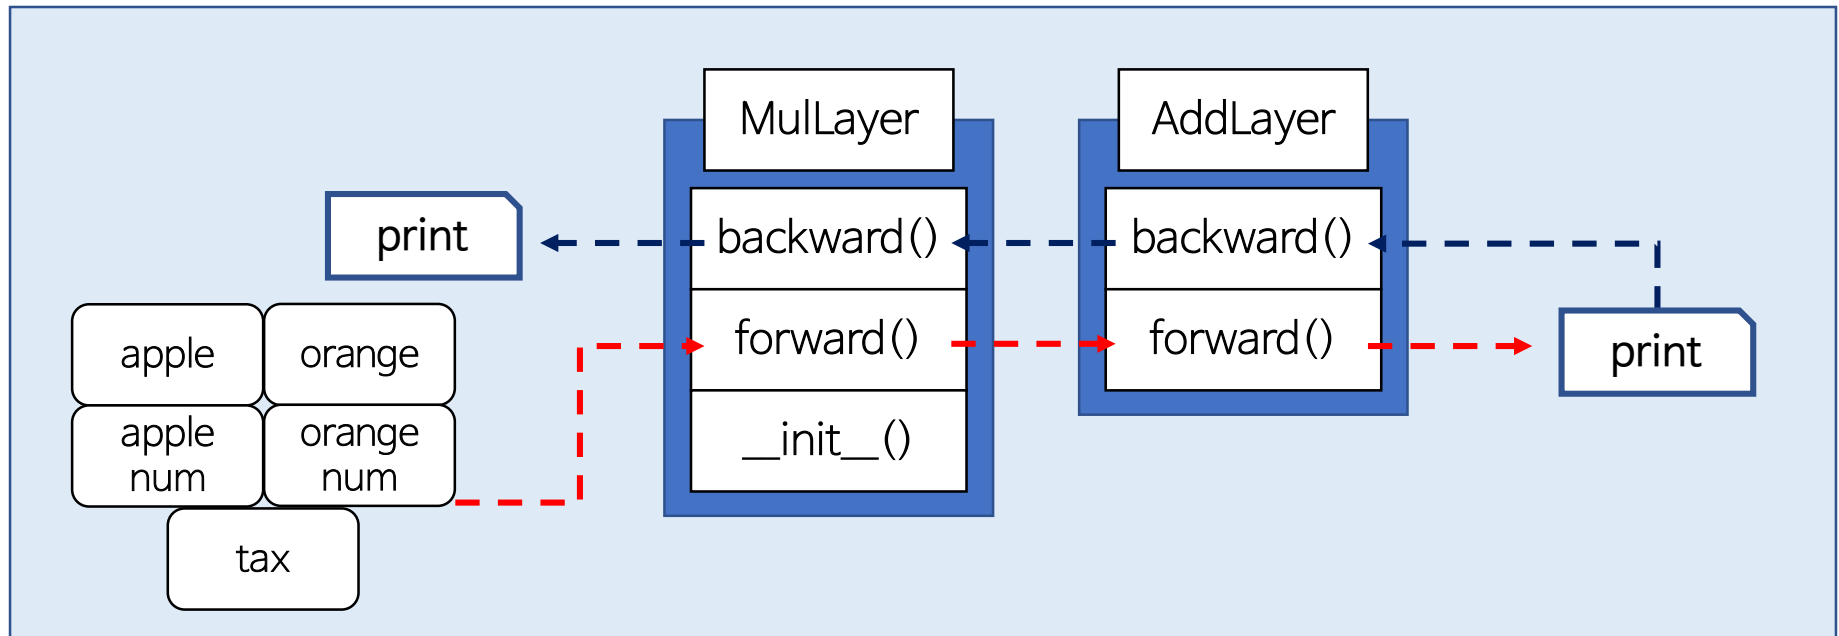 MulLayer
AddLayer
print
backward()
backward()
apple
orange
forward()
forward()
print
apple
num
orange
num
__init__()
tax